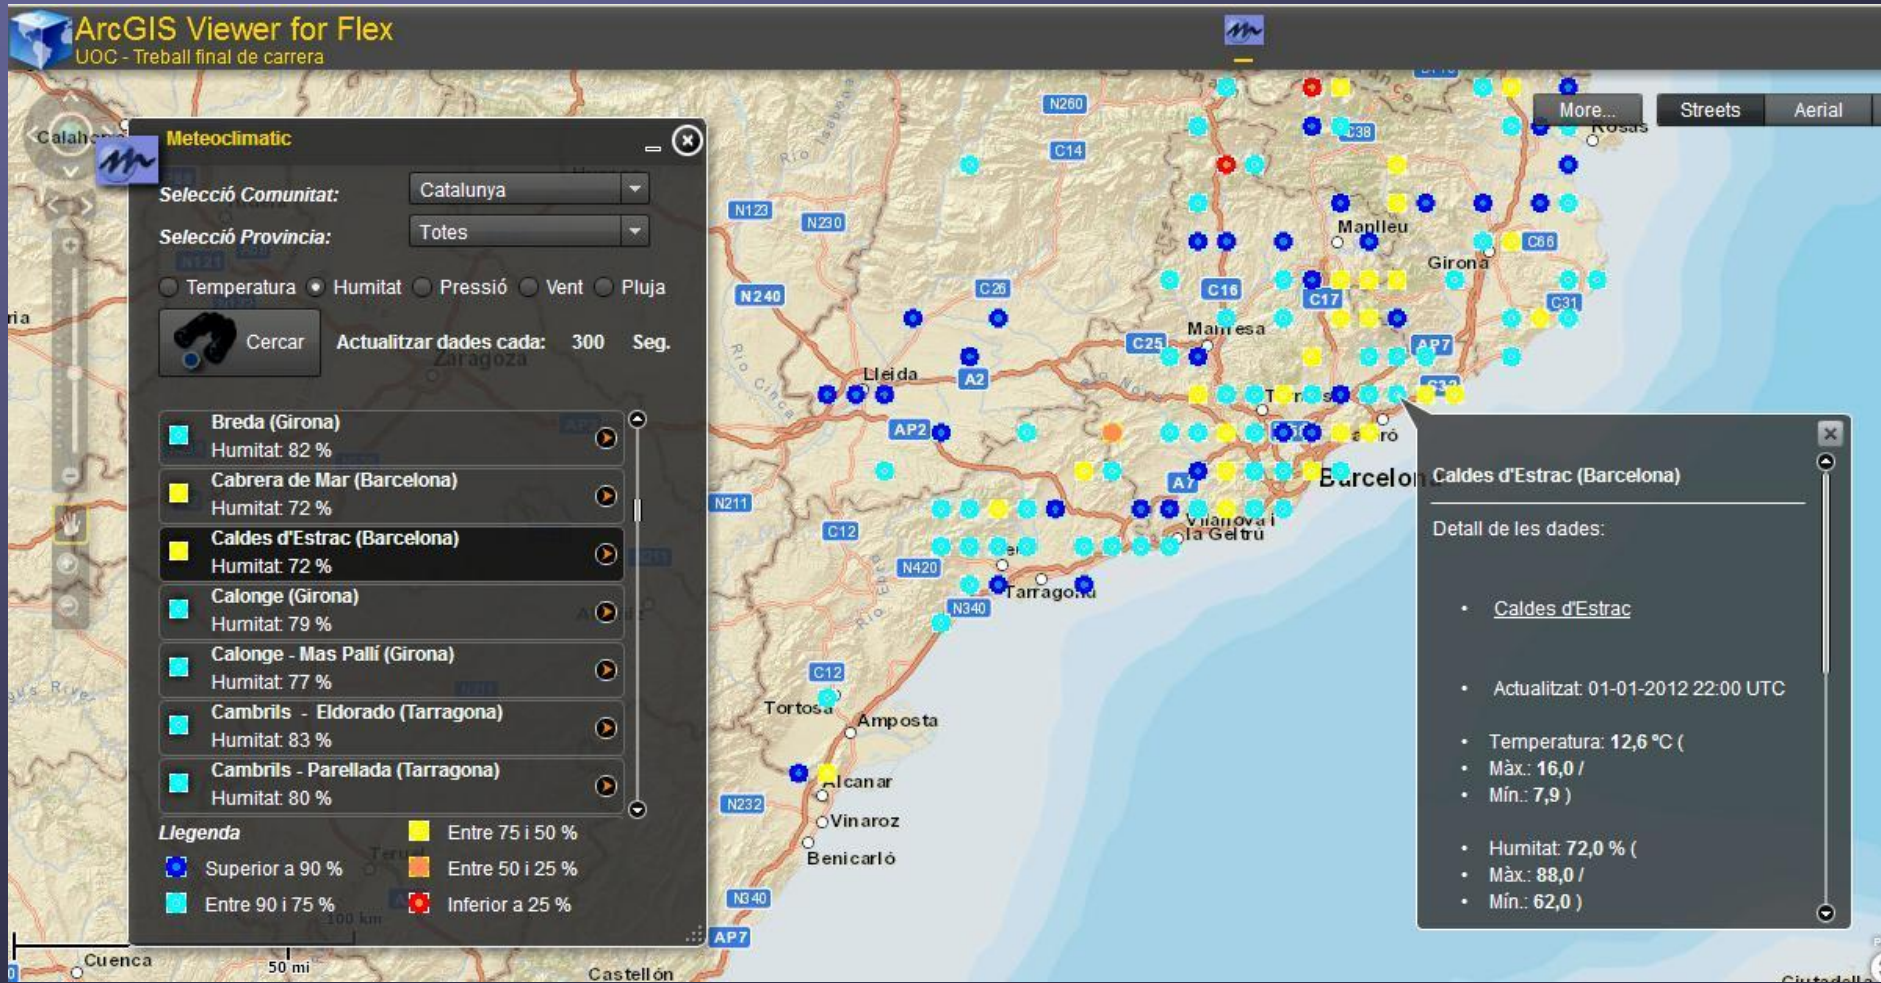 ArcGIS Viewer for Flex
UOC - Treball final de carrera
More...
Streets
Aerial
Meteoclimatic
Selecció Comunitat:
Catalunya
Selecció Provincia:
Totes
Temperatura Humitat Pressió Vent Pluja
Cercar
Actualitzar dades cada: 300 Seg.
Breda (Girona)
Humitat: 82 %
Cabrera de Mar (Barcelona)
Humitat: 72 %
Caldes d'Estrac (Barcelona)
Humitat: 72 %
Calonge (Girona)
Humitat: 79 %
Calonge - Mas Pallí (Girona)
Humitat: 77 %
Cambrils - Eldorado (Tarragona)
Humitat: 83 %
Cambrils - Parellada (Tarragona)
Humitat: 80 %
Llegenda
Superior a 90 %
Entre 90 i 75 %
Entre 75 i 50 %
Entre 50 i 25 %
Inferior a 25 %
Caldes d'Estrac (Barcelona)
Detall de les dades:
• Caldes d'Estrac
• Actualitzat: 01-01-2012 22:00 UTC
• Temperatura: 12,6 ºC (
• Màx.: 16,0 /
• Mín.: 7,9 )
• Humitat: 72,0 % (
• Màx.: 88,0 /
• Mín.: 62,0 )
N260
C14
C38
Rosas
N123
N230
Manlleu
C66
Girona
N240
C26
C16
C17
C31
Manresa
C25
AP7
Lleida
A2
C32
Zaragoza
AP2
Barcelona
A7
N211
C12
Vilanova i
la Geltrú
N420
Tarragona
N340
C12
Tortosa
Amposta
Alcanar
N232
Vinaroz
Benicarló
Teruel
N340
AP7
100 km
50 mi
Cuenca
Castellón